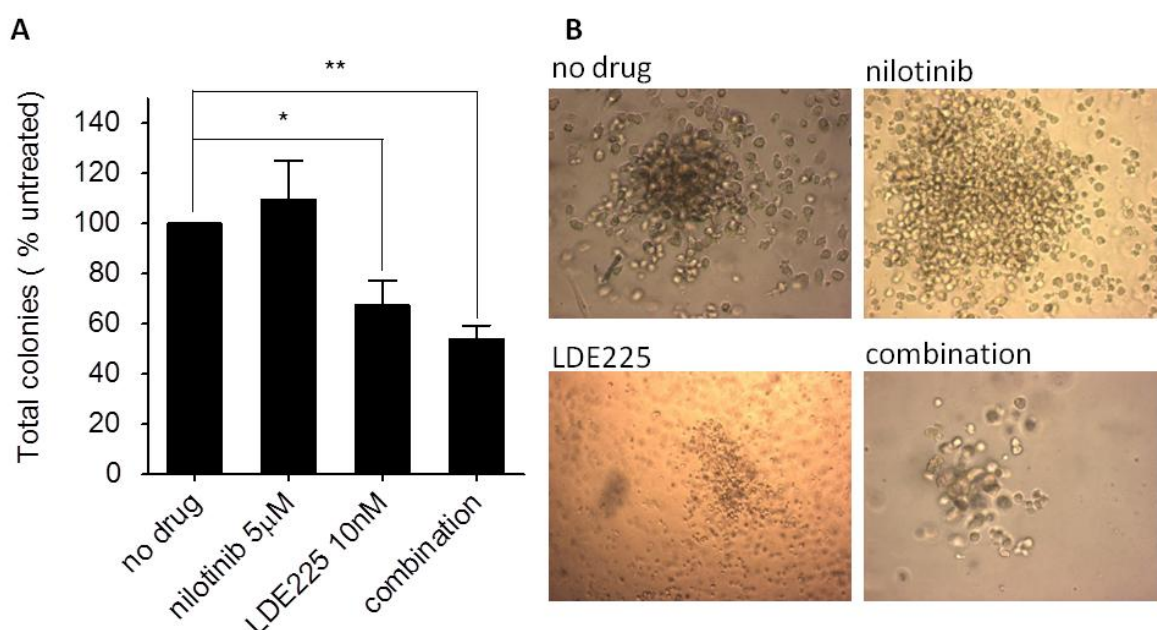 A
**
*
Total colonies ( % untreated)
140
120
100
80
60
40
20
0
no drug
nilotinib 5µM
LDE225 10nM
combination
B
no drug
nilotinib
LDE225
combination